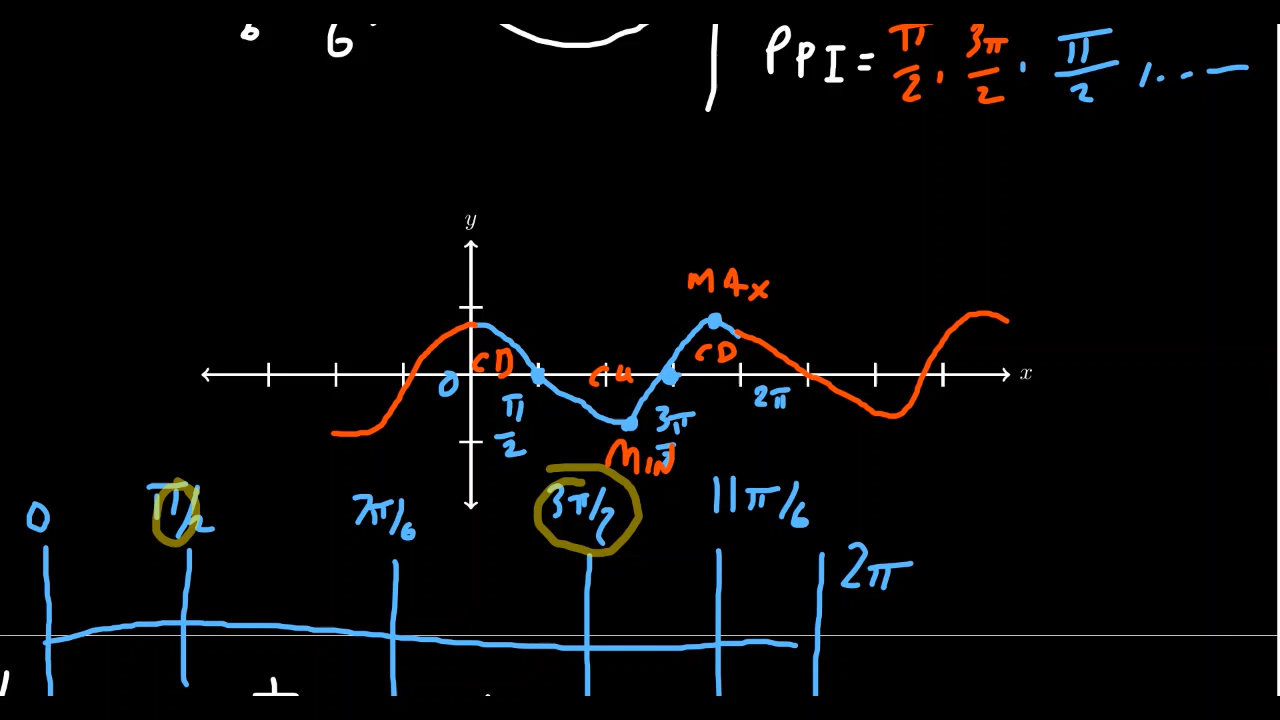 6
PPI = π/2, 3π/2, π/2, . . . —
y
MAX
CD CU CD
x
0 π/2 3π/2 2π
MIN
0 π/2 7π/6 3π/2 11π/6 2π